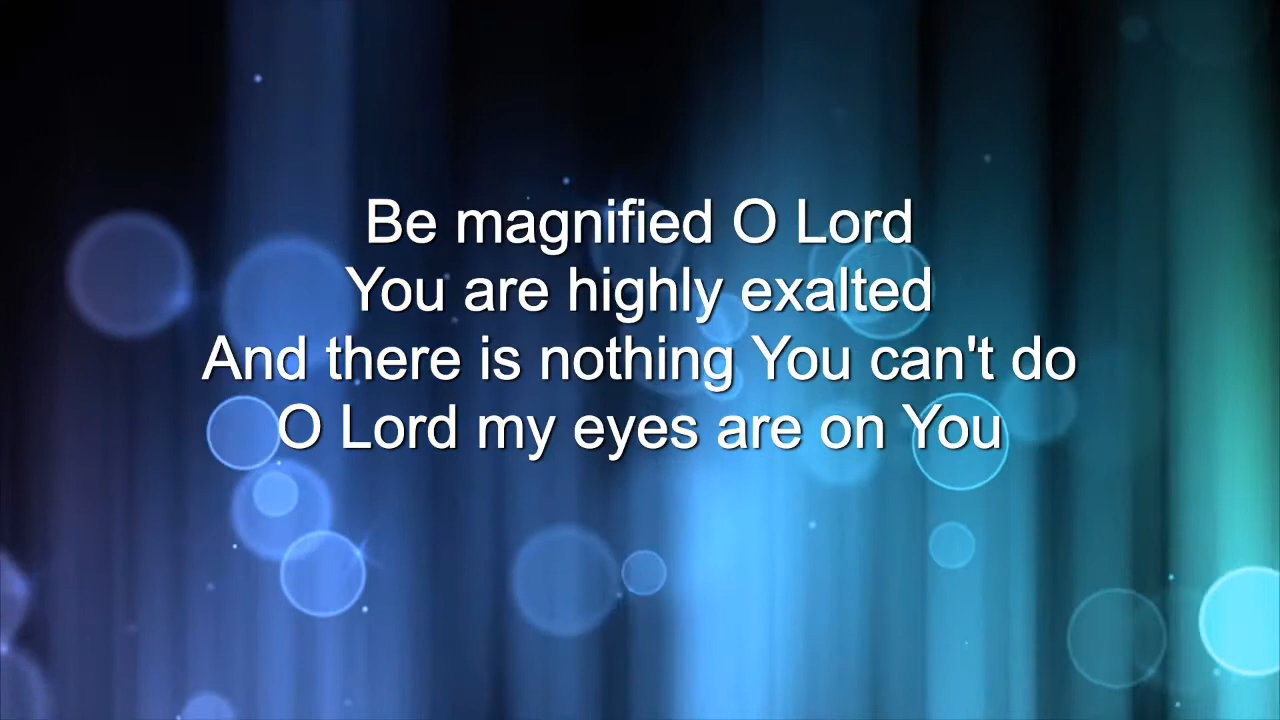 Be magnified O Lord
You are highly exalted
And there is nothing You can't do
O Lord my eyes are on You